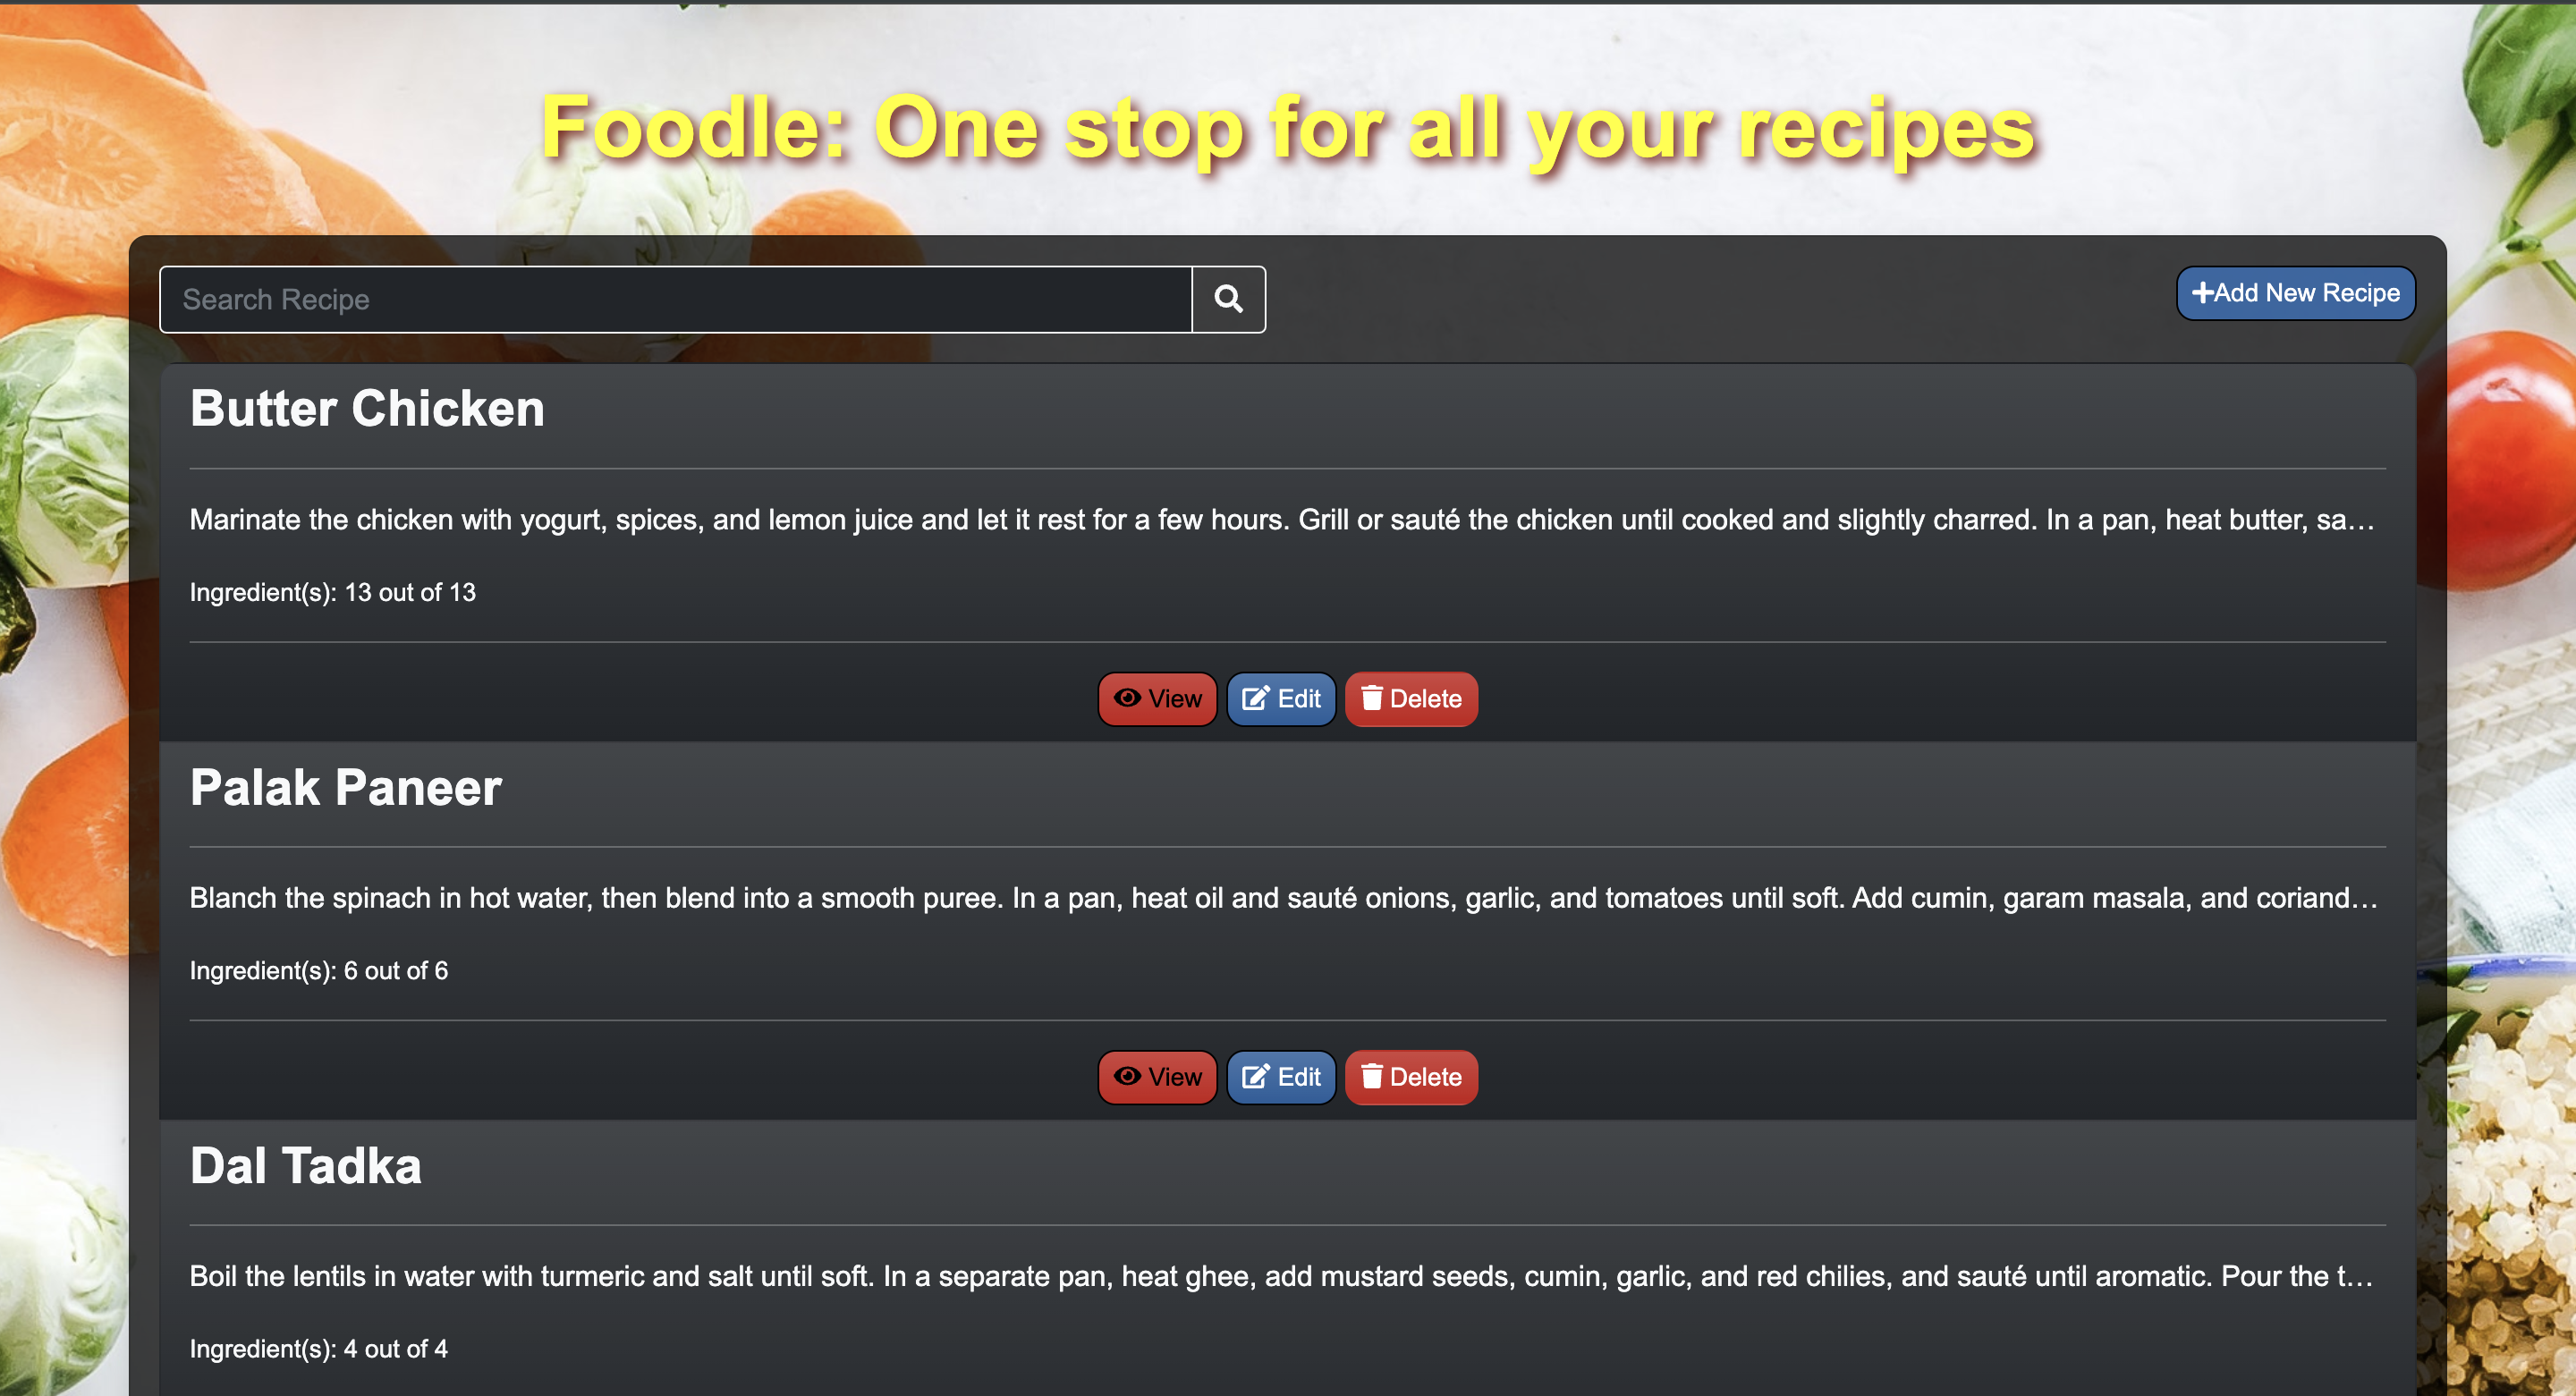 Foodle: One stop for all your recipes
Search Recipe
Add New Recipe
Butter Chicken
Marinate the chicken with yogurt, spices, and lemon juice and let it rest for a few hours. Grill or sauté the chicken until cooked and slightly charred. In a pan, heat butter, sa...
Ingredient(s): 13 out of 13
View Edit Delete
Palak Paneer
Blanch the spinach in hot water, then blend into a smooth puree. In a pan, heat oil and sauté onions, garlic, and tomatoes until soft. Add cumin, garam masala, and coriand...
Ingredient(s): 6 out of 6
View Edit Delete
Dal Tadka
Boil the lentils in water with turmeric and salt until soft. In a separate pan, heat ghee, add mustard seeds, cumin, garlic, and red chilies, and sauté until aromatic. Pour the t...
Ingredient(s): 4 out of 4